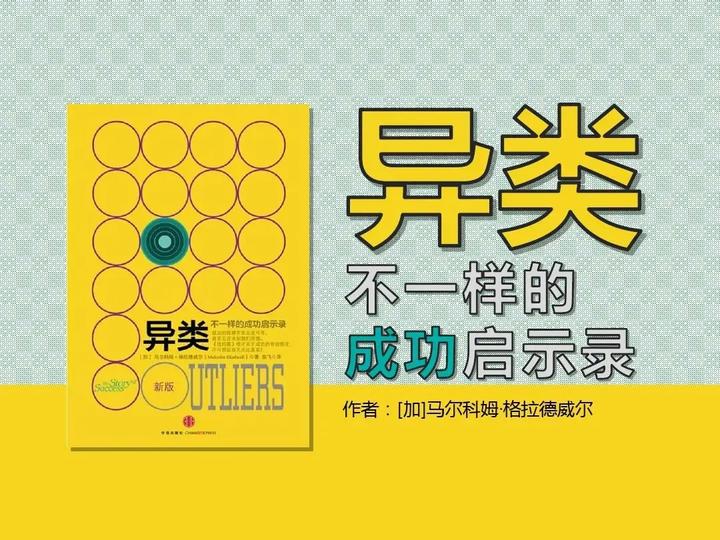 异类
不一样的
成功启示录
作者：[加]马尔科姆·格拉德威尔
异类
不一样的成功启示录
[加] 马尔科姆·格拉德威尔 (Malcolm Gladwell) ◎著
The Story of Success
新版
OUTLIERS
中信出版社
CHINA CITIC PRESS